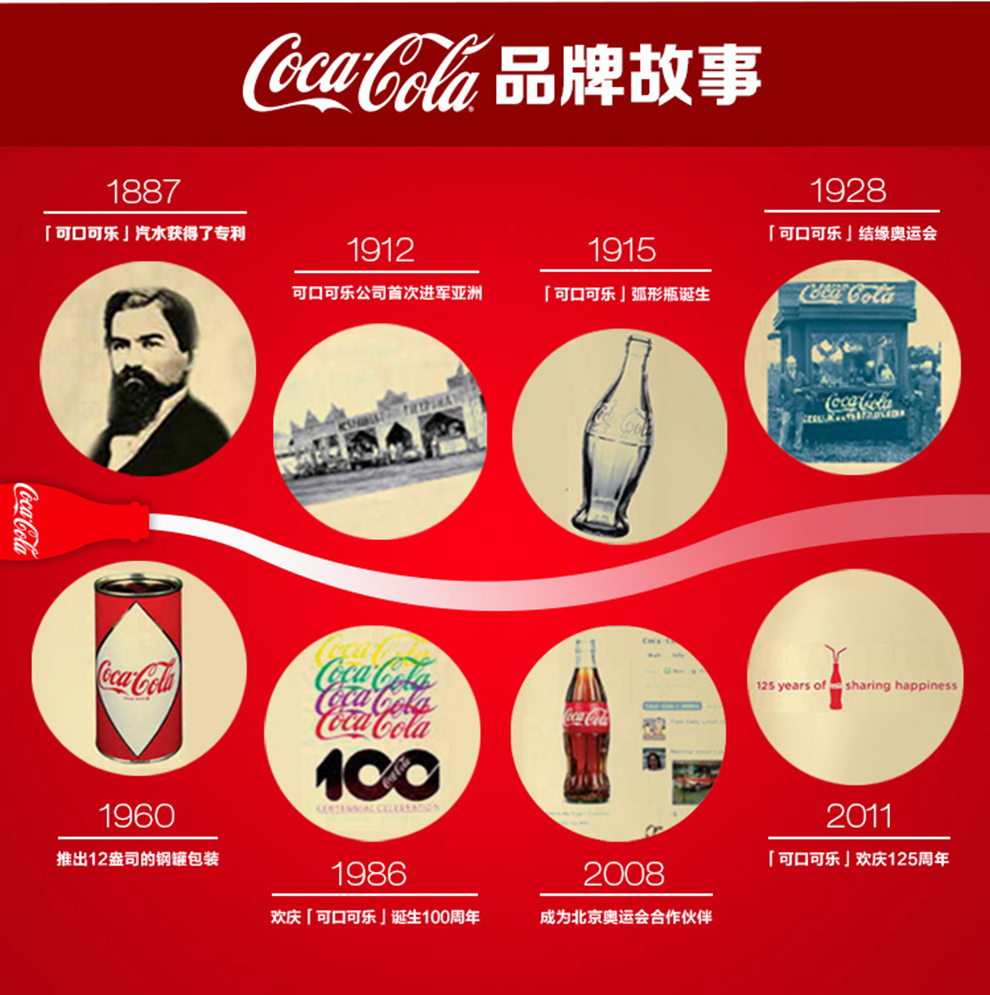 Coca-Cola 品牌故事
1887
「可口可乐」汽水获得了专利
1912
可口可乐公司首次进军亚洲
1915
「可口可乐」弧形瓶诞生
1928
「可口可乐」结缘奥运会
Coca-Cola
Coca-Cola
Coca-Cola
Coca-Cola
Coca-Cola
Coca-Cola
Coca-Cola
Coca-Cola
Coca-Cola
Coca-Cola
100
Coca-Cola
CENTENNIAL CELEBRATION
Coca-Cola
125 years of sharing happiness
1960
推出12盎司的钢罐包装
1986
欢庆「可口可乐」诞生100周年
2008
成为北京奥运会合作伙伴
2011
「可口可乐」欢庆125周年